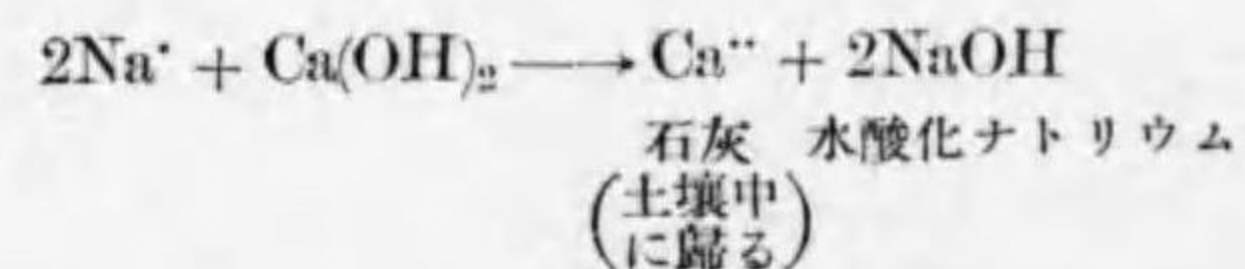 2Na˙ + Ca(OH)₂ ⟶ Ca¨ + 2NaOH
石灰 水酸化ナトリウム
(土壌中
に歸る)